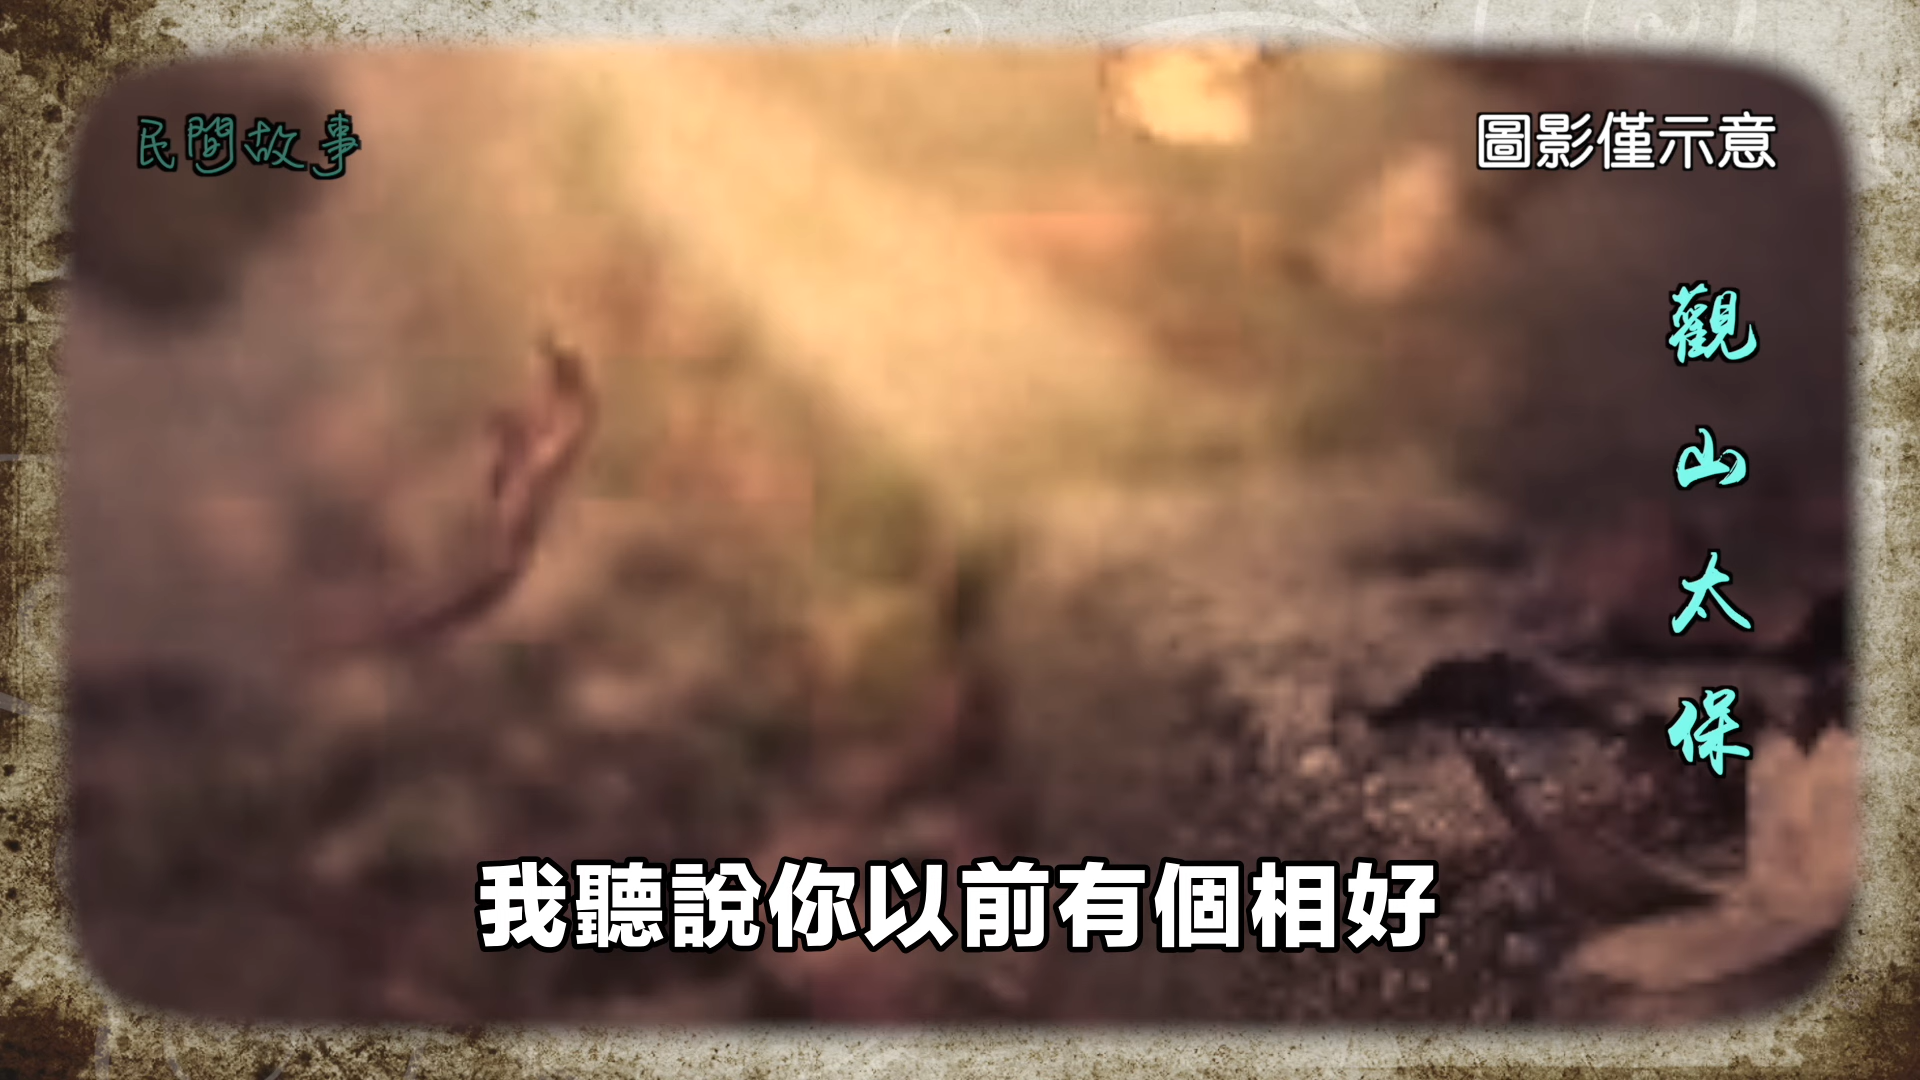 民間故事
圖影僅示意
觀山太保
我聽說你以前有個相好